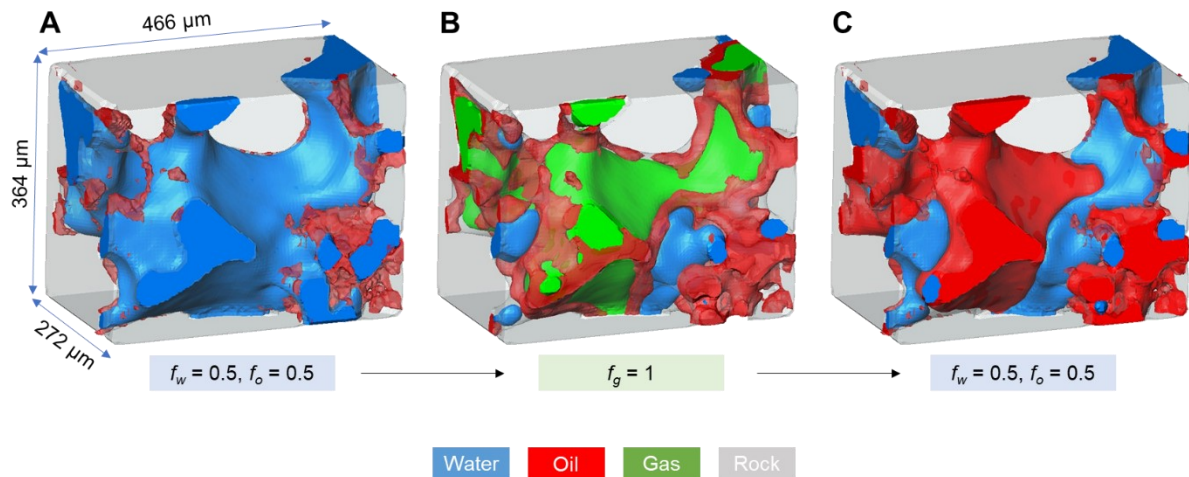 A
B
C
466 µm
364 µm
272 µm
f_w = 0.5, f_o = 0.5
f_g = 1
f_w = 0.5, f_o = 0.5
Water
Oil
Gas
Rock